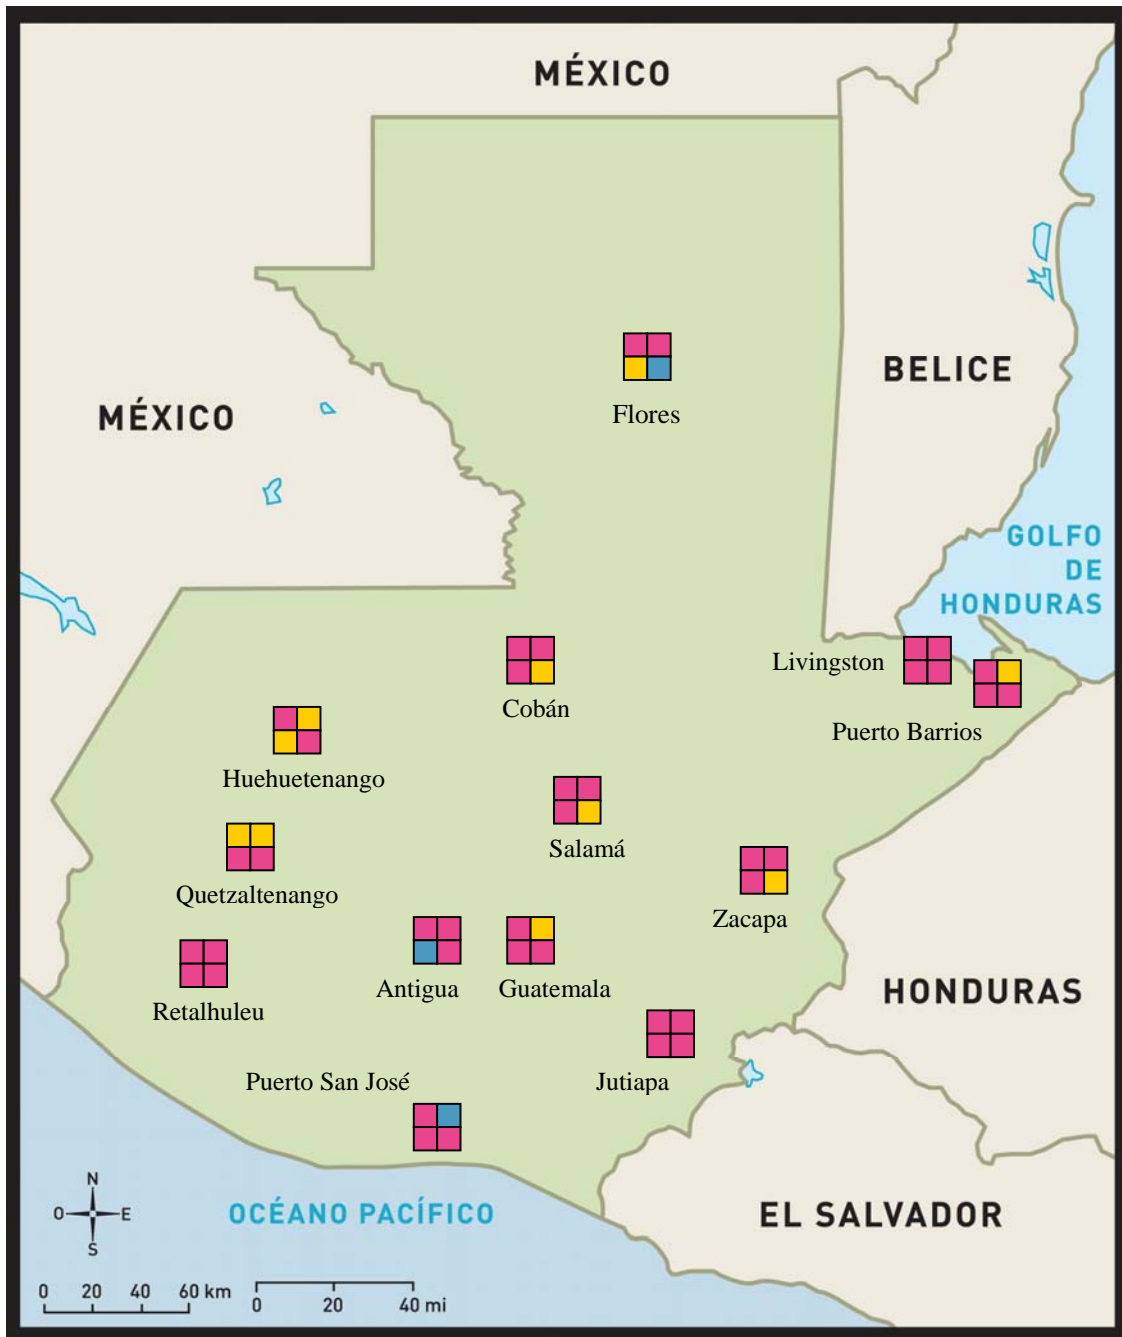 MÉXICO
BELICE
MÉXICO
Flores
GOLFO
DE
HONDURAS
Livingston
Cobán
Puerto Barrios
Huehuetenango
Salamá
Quetzaltenango
Zacapa
Antigua
Guatemala
Retalhuleu
HONDURAS
Puerto San José
Jutiapa
N
O E
S
OCÉANO PACÍFICO
EL SALVADOR
0 20 40 60 km
0 20 40 mi